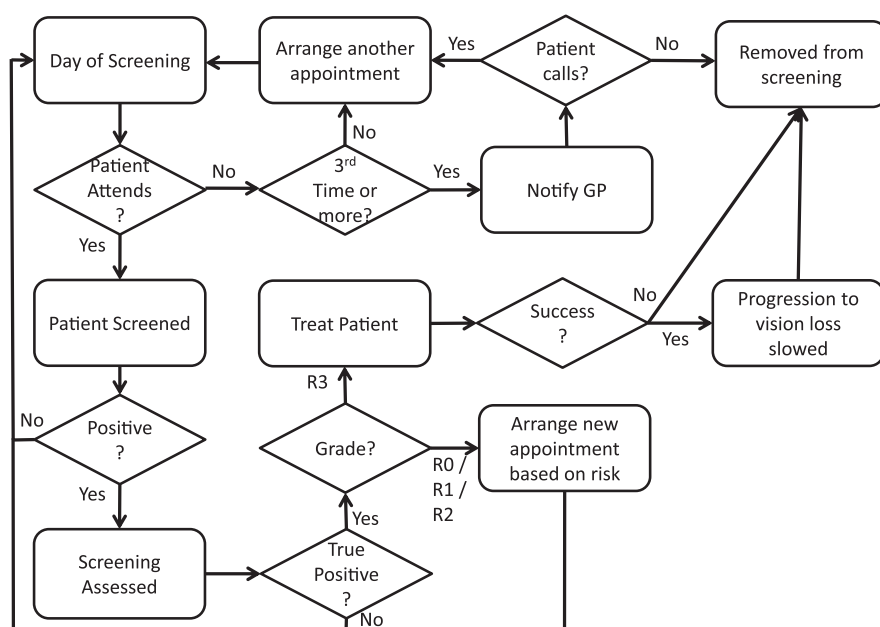 Day of Screening
Arrange another
appointment
Yes
Patient
calls?
No
Removed from
screening
No
Patient
Attends
?
No
3rd
Time or
more?
Yes
Notify GP
Yes
Patient Screened
Treat Patient
Success
?
No
Yes
Progression to
vision loss
slowed
R3
No
Positive
?
Grade?
R0 /
R1 /
R2
Arrange new
appointment
based on risk
Yes
Yes
Screening
Assessed
True
Positive
?
No